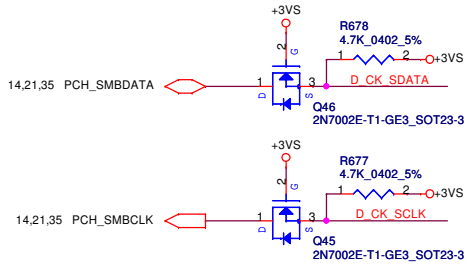 +3VS
R678
4.7K_0402_5%
2
G
1
2
+3VS
14,21,35 PCH_SMBDATA
1
3
D_CK_SDATA
D
S
Q46
2N7002E-T1-GE3_SOT23-3
+3VS
R677
4.7K_0402_5%
2
G
1
2
+3VS
14,21,35 PCH_SMBCLK
1
3
D_CK_SCLK
D
S
Q45
2N7002E-T1-GE3_SOT23-3